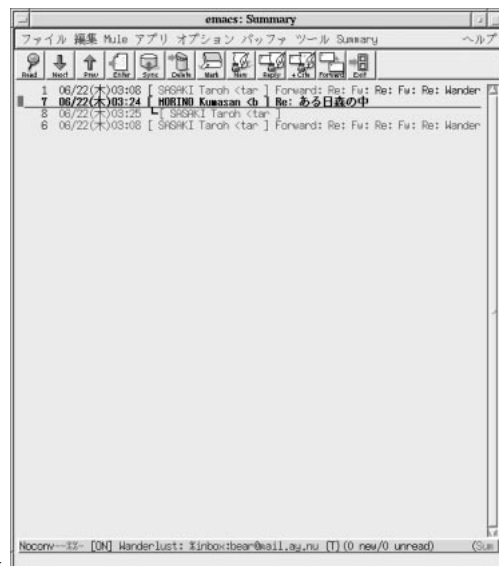 emacs: Summary
ファイル 編集 Mule アプリ オプション バッファ ツール Summary ヘルプ
Read Next Prev Enter Sync Delete Mark New Reply Forward Exit
1 06/22(木)03:08 [ SASAKI Taroh <tar ] Forward: Re: Fw: Re: Fw: Re: Wander
7 06/22(木)03:24 [ MORINO Kumasan <b ] Re: ある日森の中
8 06/22(木)03:25 ┗[ SASAKI Taroh <tar ]
6 06/22(木)03:08 [ SASAKI Taroh <tar ] Forward: Re: Fw: Re: Fw: Re: Wander
Noconv--%%- [ON] Wanderlust: %inbox:bear@mail.ay.nu {T} (0 new/0 unread) (Sum